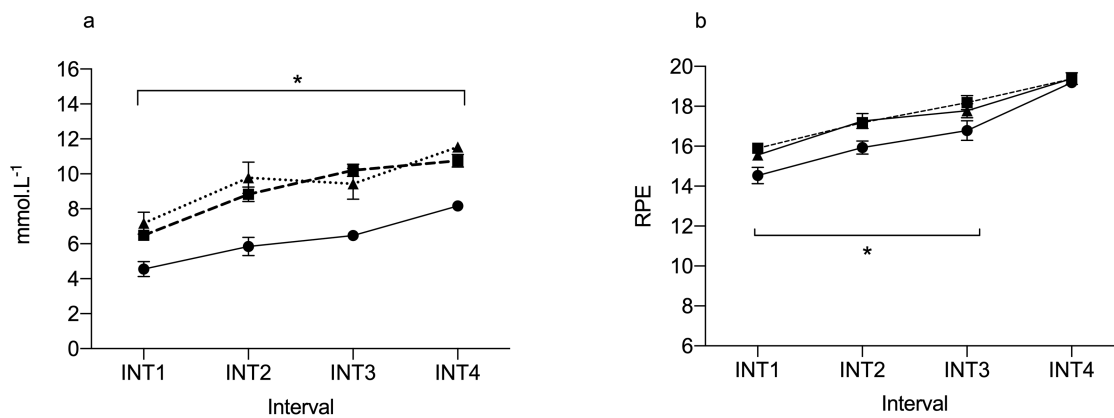 a
16
14
12
10
8
6
4
2
0
mmol.L-1
*
INT1 INT2 INT3 INT4
Interval
b
20
18
16
14
12
10
8
6
RPE
*
INT1 INT2 INT3 INT4
Interval